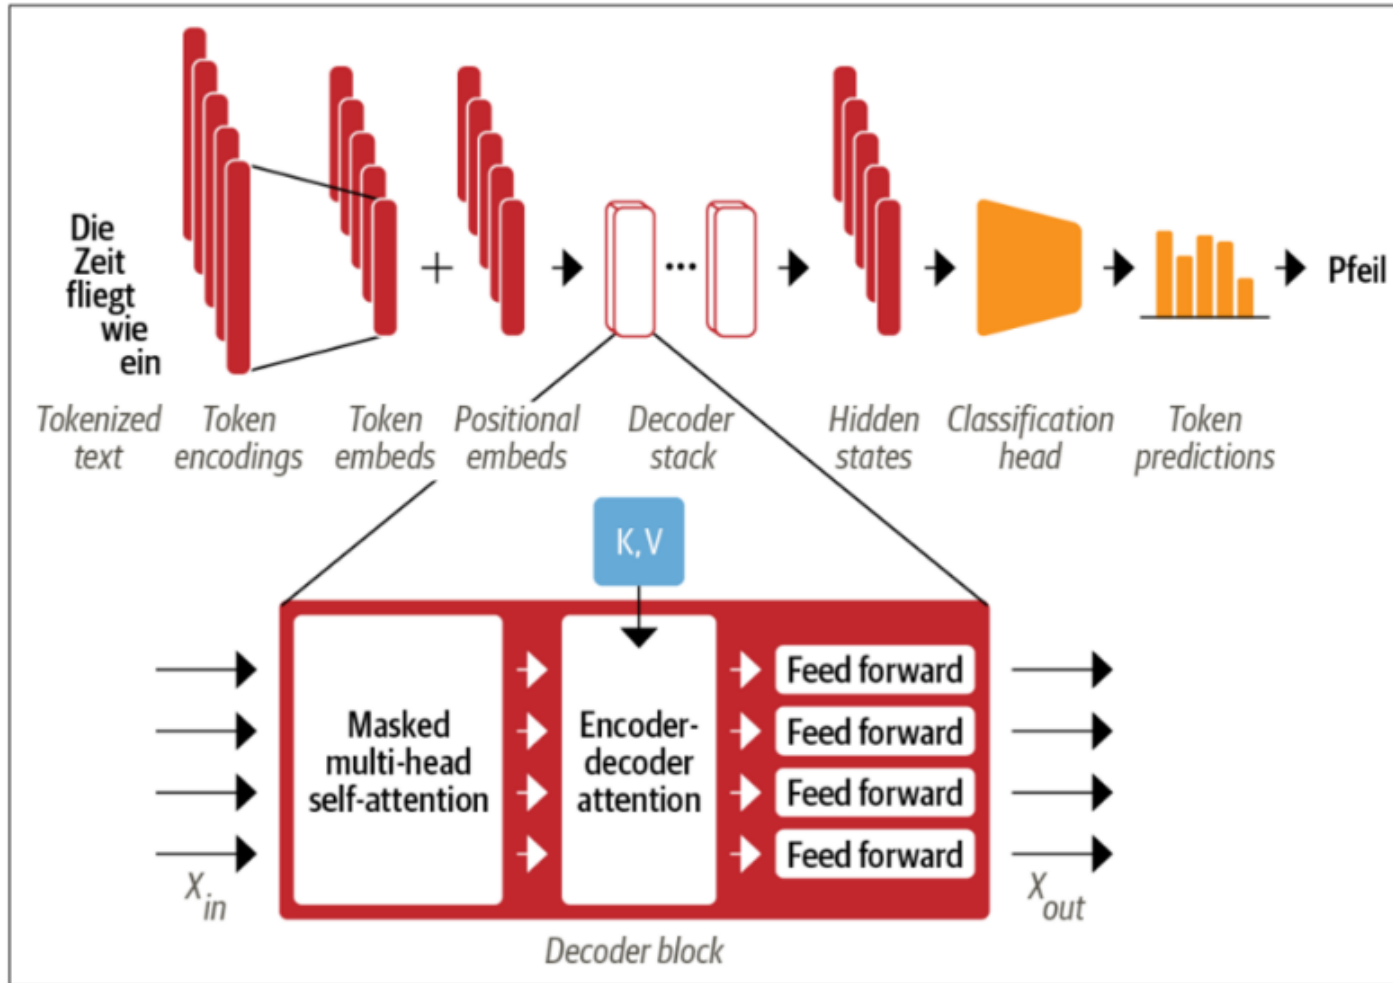 Die
Zeit
fliegt
wie
ein
+
...
Pfeil
Tokenized
text
Token
encodings
Token
embeds
Positional
embeds
Decoder
stack
Hidden
states
Classification
head
Token
predictions
K, V
Masked
multi-head
self-attention
Encoder-
decoder
attention
Feed forward
Feed forward
Feed forward
Feed forward
X in
X out
Decoder block